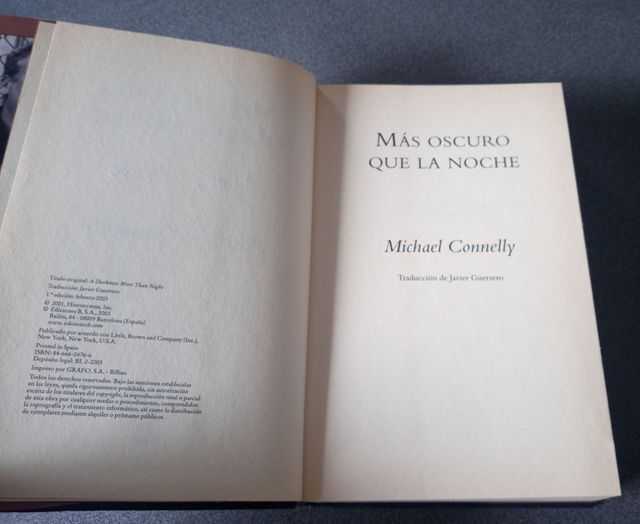 Título original: A Darkness More Than Night
Traducción: Javier Guerrero
1.ª edición: febrero 2003
© 2001, Hieronymus, Inc.
© Ediciones B, S.A., 2003
Bailén, 84 - 08009 Barcelona (España)
www.edicionesb.com
Publicado por acuerdo con Little, Brown and Company (Inc.),
New York, New York, U.S.A.
Printed in Spain
ISBN: 84-666-0476-6
Depósito legal: BI. 2-2003
Impreso por GRAFO, S.A. - Bilbao
Todos los derechos reservados. Bajo las sanciones establecidas
en las leyes, queda rigurosamente prohibida, sin autorización
escrita de los titulares del copyright, la reproducción total o parcial
de esta obra por cualquier medio o procedimiento, comprendidos
la reprografía y el tratamiento informático, así como la distribución
de ejemplares mediante alquiler o préstamo públicos.
MÁS OSCURO
QUE LA NOCHE
Michael Connelly
Traducción de Javier Guerrero